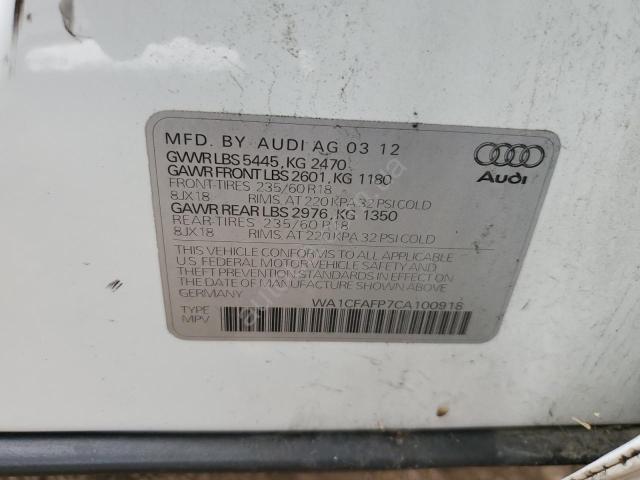 MFD. BY AUDI AG 03 12
GVWR LBS 5445, KG 2470
GAWR FRONT LBS 2601, KG 1180
FRONT-TIRES 235/60 R18
8JX18 RIMS, AT 220 KPA 32 PSI COLD
GAWR REAR LBS 2976, KG 1350
REAR-TIRES 235/60 R18
8JX18 RIMS, AT 220 KPA 32 PSI COLD
THIS VEHICLE CONFORMS TO ALL APPLICABLE
U.S. FEDERAL MOTOR VEHICLE SAFETY AND
THEFT PREVENTION STANDARDS IN EFFECT ON
THE DATE OF MANUFACTURE SHOWN ABOVE
GERMANY
WA1CFAFP7CA100918
TYPE
MPV
Audi